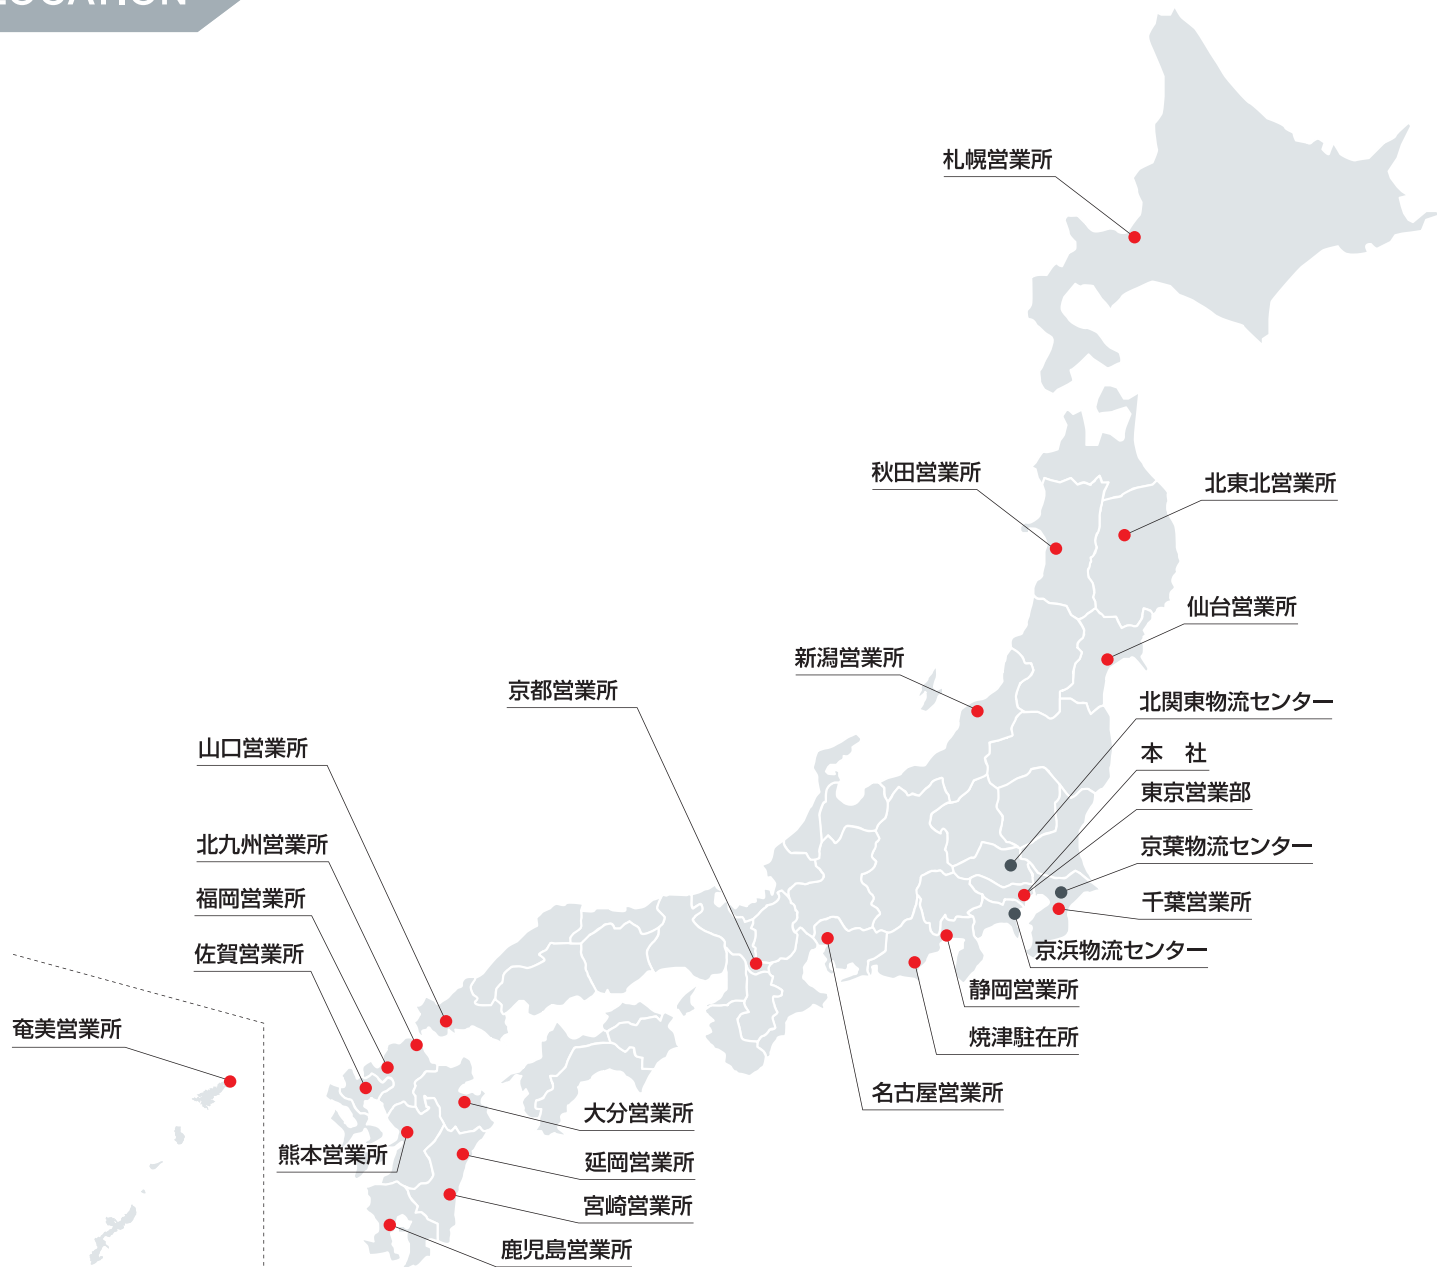 LOCATION
札幌営業所
秋田営業所
北東北営業所
仙台営業所
新潟営業所
京都営業所
北関東物流センター
山口営業所
本　社
東京営業部
北九州営業所
京葉物流センター
福岡営業所
千葉営業所
佐賀営業所
京浜物流センター
静岡営業所
奄美営業所
焼津駐在所
名古屋営業所
大分営業所
熊本営業所
延岡営業所
宮崎営業所
鹿児島営業所